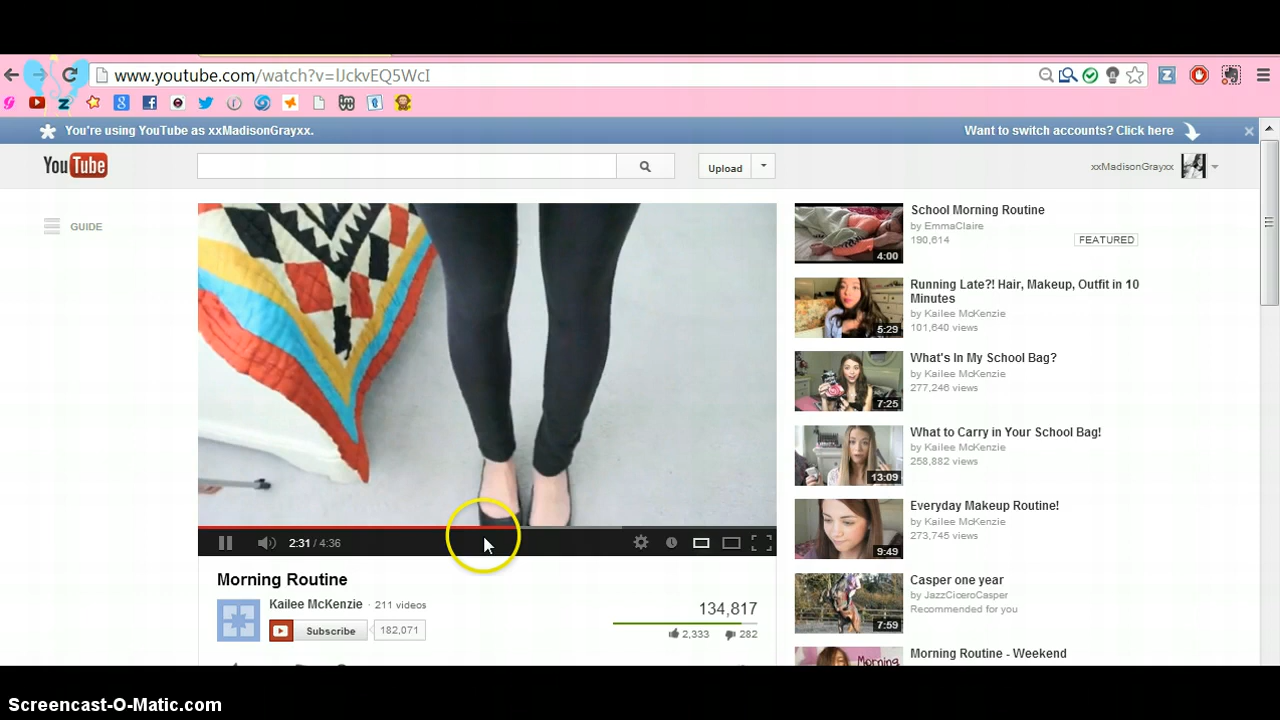 www.youtube.com/watch?v=lJckvEQ5WcI
You're using YouTube as xxMadisonGrayxx.
Want to switch accounts? Click here
YouTube
Upload
xxMadisonGrayxx
GUIDE
2:31 / 4:36
Morning Routine
Kailee McKenzie · 211 videos
Subscribe
182,071
134,817
2,333
282
School Morning Routine
by EmmaClaire
190,614
FEATURED
4:00
Running Late?! Hair, Makeup, Outfit in 10
Minutes
by Kailee McKenzie
101,640 views
5:29
What's In My School Bag?
by Kailee McKenzie
277,246 views
7:25
What to Carry in Your School Bag!
by Kailee McKenzie
258,882 views
13:09
Everyday Makeup Routine!
by Kailee McKenzie
273,745 views
9:49
Casper one year
by JazzCiceroCasper
Recommended for you
7:59
Morning Routine - Weekend
Morning
Screencast-O-Matic.com